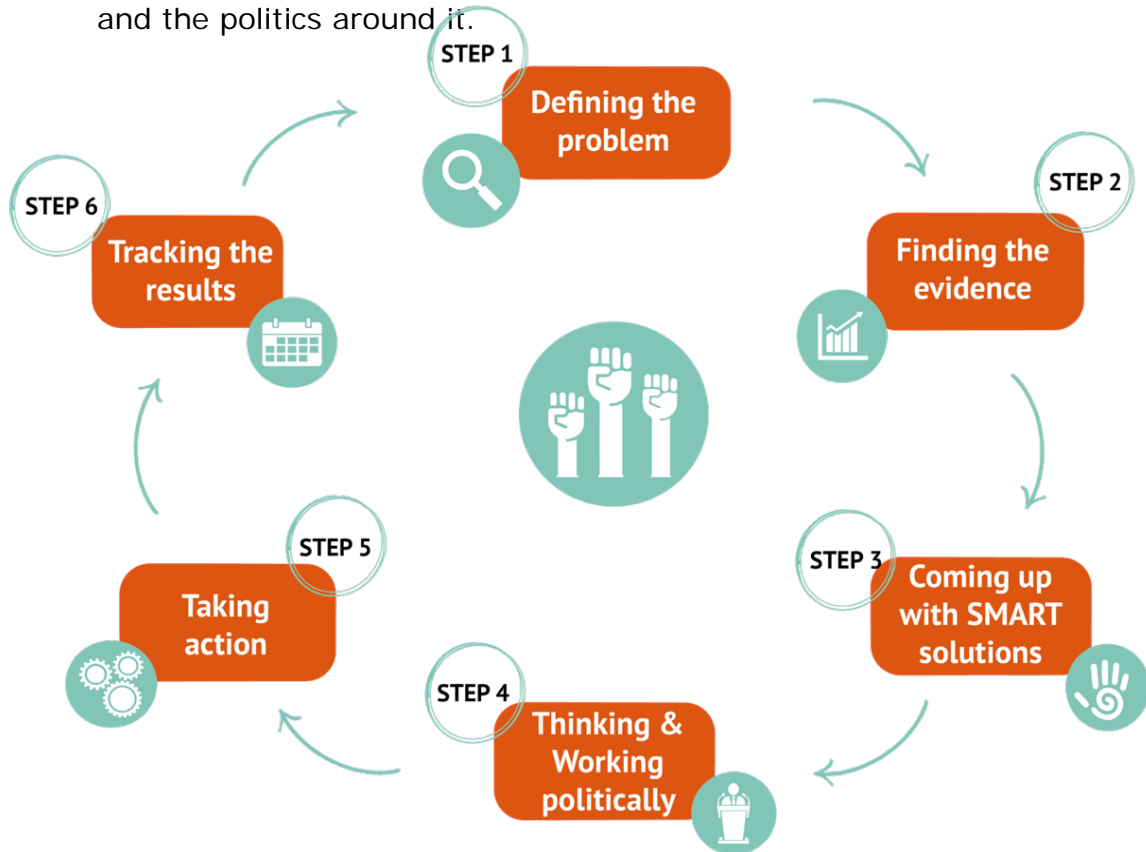 and the politics around it.
STEP 1
Defining the
problem
STEP 2
Finding the
evidence
STEP 3
Coming up
with SMART
solutions
STEP 4
Thinking &
Working
politically
STEP 5
Taking
action
STEP 6
Tracking the
results